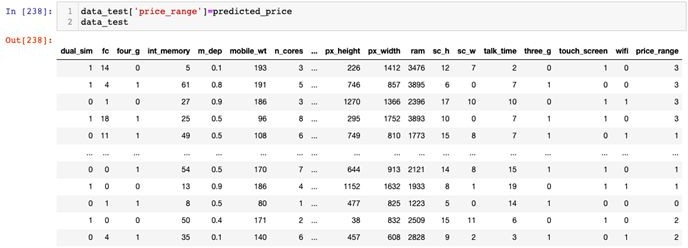 In [238]: 1 data_test['price_range']=predicted_price
2 data_test
Out[238]:
dual_sim fc four_g int_memory m_dep mobile_wt n_cores ... px_height px_width ram sc_h sc_w talk_time three_g touch_screen wifi price_range
1 14 0 5 0.1 193 3 ... 226 1412 3476 12 7 2 0 1 0 3
1 4 1 61 0.8 191 5 ... 746 857 3895 6 0 7 1 0 0 3
0 1 0 27 0.9 186 3 ... 1270 1366 2396 17 10 10 0 1 1 3
1 18 1 25 0.5 96 8 ... 295 1752 3893 10 0 7 1 1 0 3
0 11 1 49 0.5 108 6 ... 749 810 1773 15 8 7 1 0 1 1
... ... ... ... ... ... ... ... ... ... ... ... ... ... ... ... ... ...
0 0 1 54 0.5 170 7 ... 644 913 2121 14 8 15 1 1 0 1
1 0 0 13 0.9 186 4 ... 1152 1632 1933 8 1 19 0 1 1 1
0 1 1 8 0.5 80 1 ... 477 825 1223 5 0 14 1 0 0 0
1 0 0 50 0.4 171 2 ... 38 832 2509 15 11 6 0 1 0 2
0 4 1 35 0.1 140 6 ... 457 608 2828 9 2 3 1 0 1 2